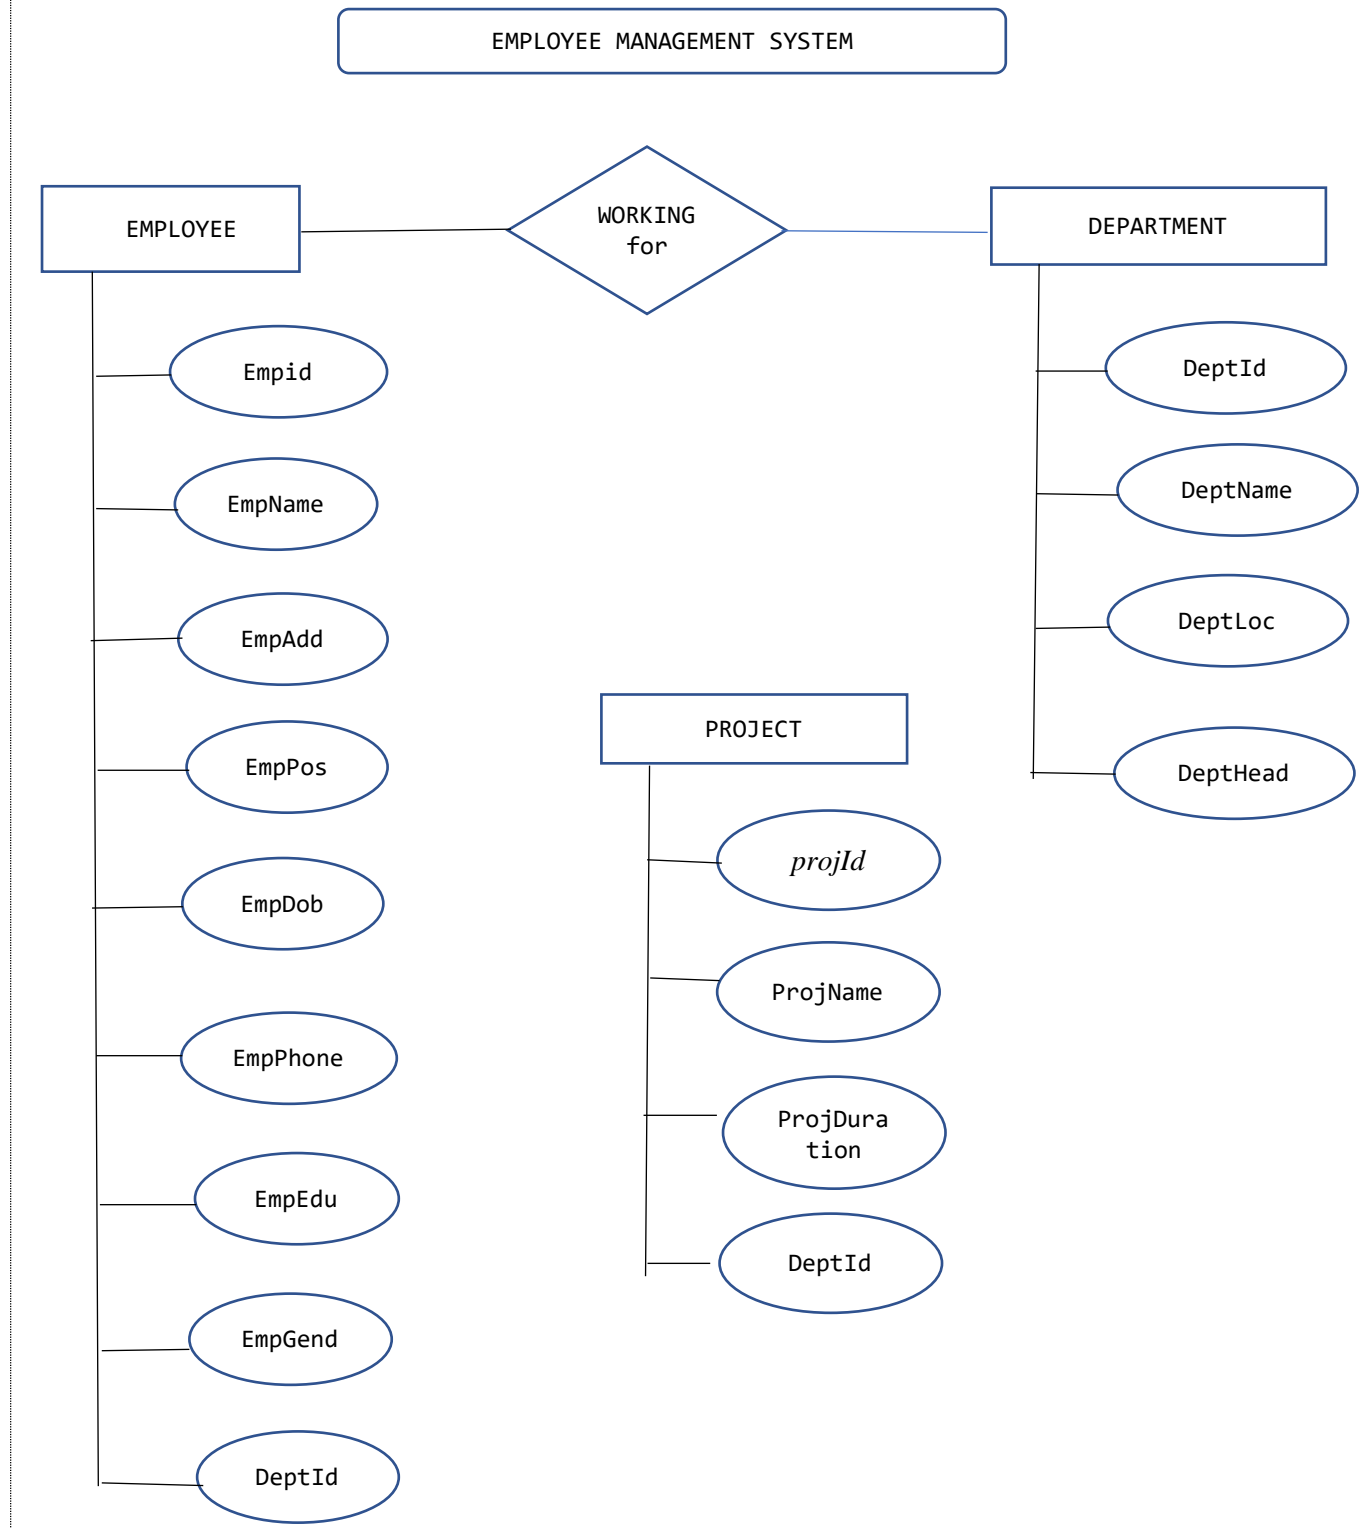 EMPLOYEE MANAGEMENT SYSTEM
EMPLOYEE
WORKING
for
DEPARTMENT
Empid
EmpName
EmpAdd
EmpPos
EmpDob
EmpPhone
EmpEdu
EmpGend
DeptId
PROJECT
projId
ProjName
ProjDura
tion
DeptId
DeptId
DeptName
DeptLoc
DeptHead